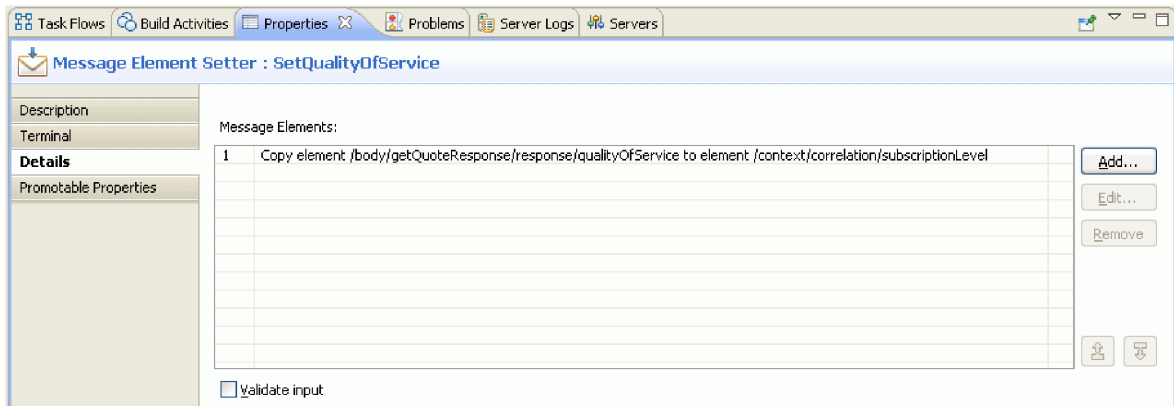 Task Flows Build Activities Properties Problems Server Logs Servers
Message Element Setter : SetQualityOfService
Description
Terminal
Details
Promotable Properties
Message Elements:
1 Copy element /body/getQuoteResponse/response/qualityOfService to element /context/correlation/subscriptionLevel
Add...
Edit...
Remove
Validate input